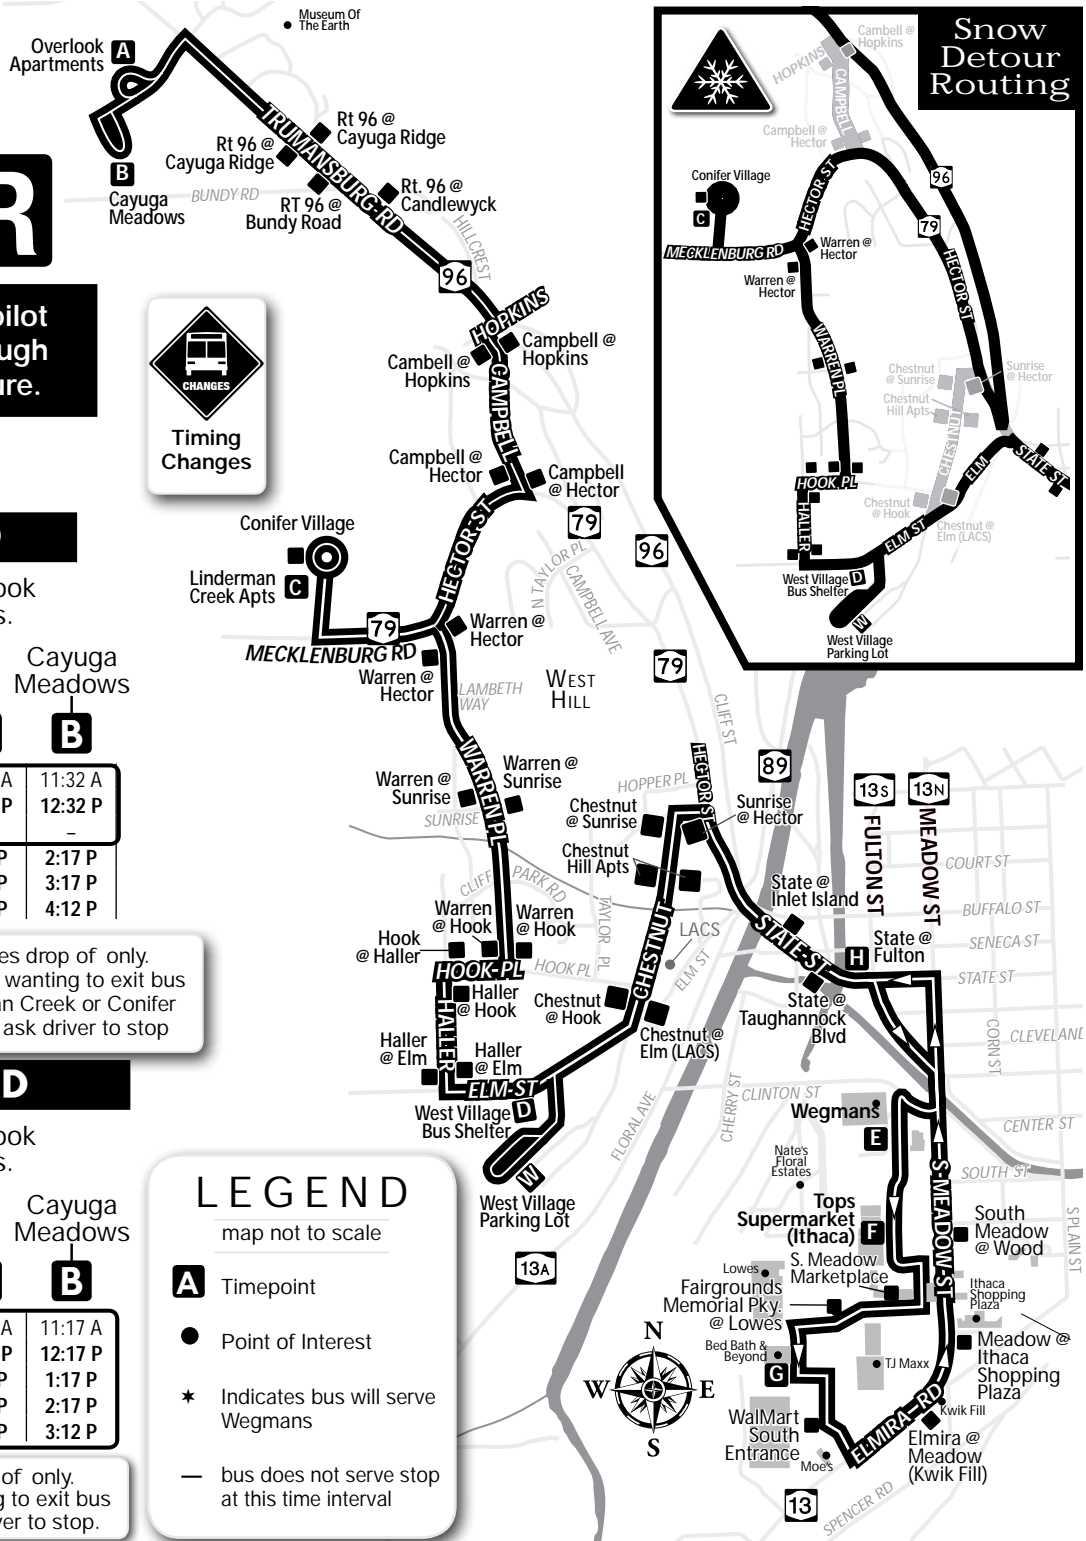 Museum Of
The Earth
Overlook
Apartments
A
B
Cayuga
Meadows
BUNDY RD
TRUMANSBURG-RD
Rt 96 @
Cayuga Ridge
Rt 96 @
Cayuga Ridge
RT 96 @
Bundy Road
Rt. 96 @
Candlewyck
HILLCREST
96
HOPKINS
Campbell @
Hopkins
Cambell @
Hopkins
CAMPBELL
Campbell @
Hector
Campbell
@ Hector
HECTOR-ST
79
96
N TAYLOR PL
CAMPBELL AVE
Conifer Village
Linderman
Creek Apts
C
79
MECKLENBURG RD
Warren @
Hector
Warren @
Hector
LAMBETH
WAY
WEST
HILL
79
CLIFF ST
WARREN PL
Warren @
Sunrise
Warren @
Sunrise
SUNRISE
HOPPER PL
HECTOR ST
89
Chestnut
@ Sunrise
Sunrise
@ Hector
Chestnut
Hill Apts
CLIFF
PARK RD
TAYLOR PL
Warren @
Hook
Warren
@ Hook
Hook
@ Haller
HOOK-PL
HOOK PL
Haller
@ Hook
HALLER
Haller
@ Elm
Haller
@ Elm
ELM-ST
West Village
Bus Shelter
D
W
West Village
Parking Lot
13A
CHESTNUT
LACS
ELM ST
Chestnut
@ Hook
Chestnut @
Elm (LACS)
FLORAL AVE
State @
Inlet Island
STATE-ST
State @
Taughannock
Blvd
H
State @
Fulton
13S
FULTON ST
13N
MEADOW ST
COURT ST
BUFFALO ST
SENECA ST
STATE ST
CORN ST
CLEVELAND
CENTER ST
SOUTH ST
S PLAIN ST
CHERRY ST
CLINTON ST
Wegmans
E
Nate's
Floral
Estates
Tops
Supermarket
(Ithaca)
F
S-MEADOW-ST
South
Meadow
@ Wood
Lowes
S. Meadow
Marketplace
Fairgrounds
Memorial Pky.
@ Lowes
Ithaca
Shopping
Plaza
Bed Bath &
Beyond
G
TJ Maxx
Meadow @
Ithaca
Shopping
Plaza
Kwik Fill
ELMIRA-RD
WalMart
South
Entrance
Moe's
Elmira @
Meadow
(Kwik Fill)
13
SPENCER RD
N
W
E
S
Snow
Detour
Routing
Cambell @
Hopkins
HOPKINS
CAMPBELL
Campbell @
Hector
Conifer Village
C
MECKLENBURG RD
HECTOR ST
96
79
HECTOR ST
Warren @
Hector
Warren @
Hector
WARREN PL
Chestnut
@ Sunrise
Sunrise
@ Hector
Chestnut
Hill Apts
CHESTNUT
ELM
STATE ST
HOOK PL
HALLER
Chestnut
@ Hook
Chestnut @
Elm (LACS)
ELM ST
West Village
Bus Shelter
D
W
West Village
Parking Lot
R
pilot
ugh
ure.
CHANGES
Timing
Changes
ook
s.
Cayuga
Meadows
B
A 11:32 A
P 12:32 P
–
P 2:17 P
P 3:17 P
P 4:12 P
es drop of only.
wanting to exit bus
an Creek or Conifer
ask driver to stop
D
ook
s.
Cayuga
Meadows
B
A 11:17 A
P 12:17 P
P 1:17 P
P 2:17 P
P 3:12 P
of only.
g to exit bus
ver to stop.
LEGEND
map not to scale
A Timepoint
Point of Interest
Indicates bus will serve
Wegmans
— bus does not serve stop
at this time interval